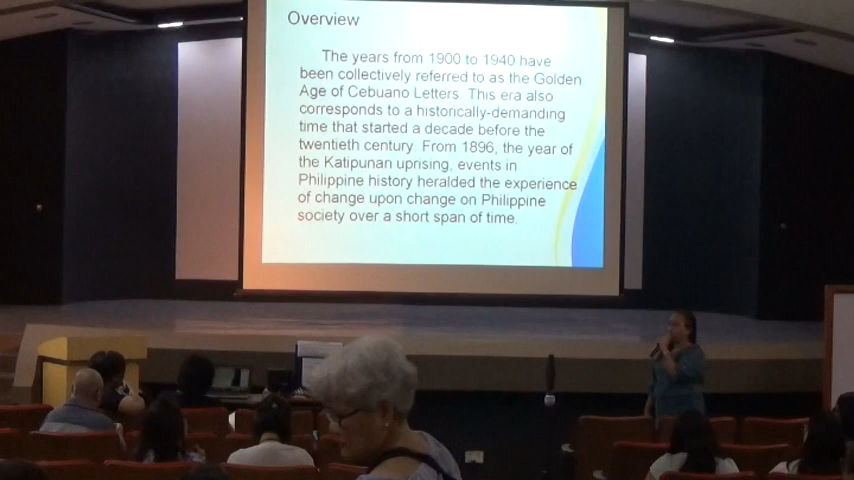 Overview
The years from 1900 to 1940 have
been collectively referred to as the Golden
Age of Cebuano Letters. This era also
corresponds to a historically-demanding
time that started a decade before the
twentieth century. From 1896, the year of
the Katipunan uprising, events in
Philippine history heralded the experience
of change upon change on Philippine
society over a short span of time.